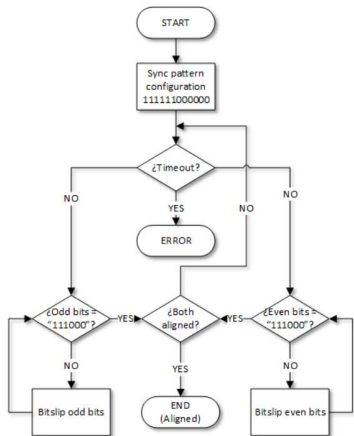 START
Sync pattern
configuration
111111000000
¿Timeout?
NO
YES
NO
NO
ERROR
¿Odd bits =
"111000"?
YES
¿Both
aligned?
YES
¿Even bits =
"111000"?
NO
YES
NO
Bitslip odd bits
END
(Aligned)
Bitslip even bits